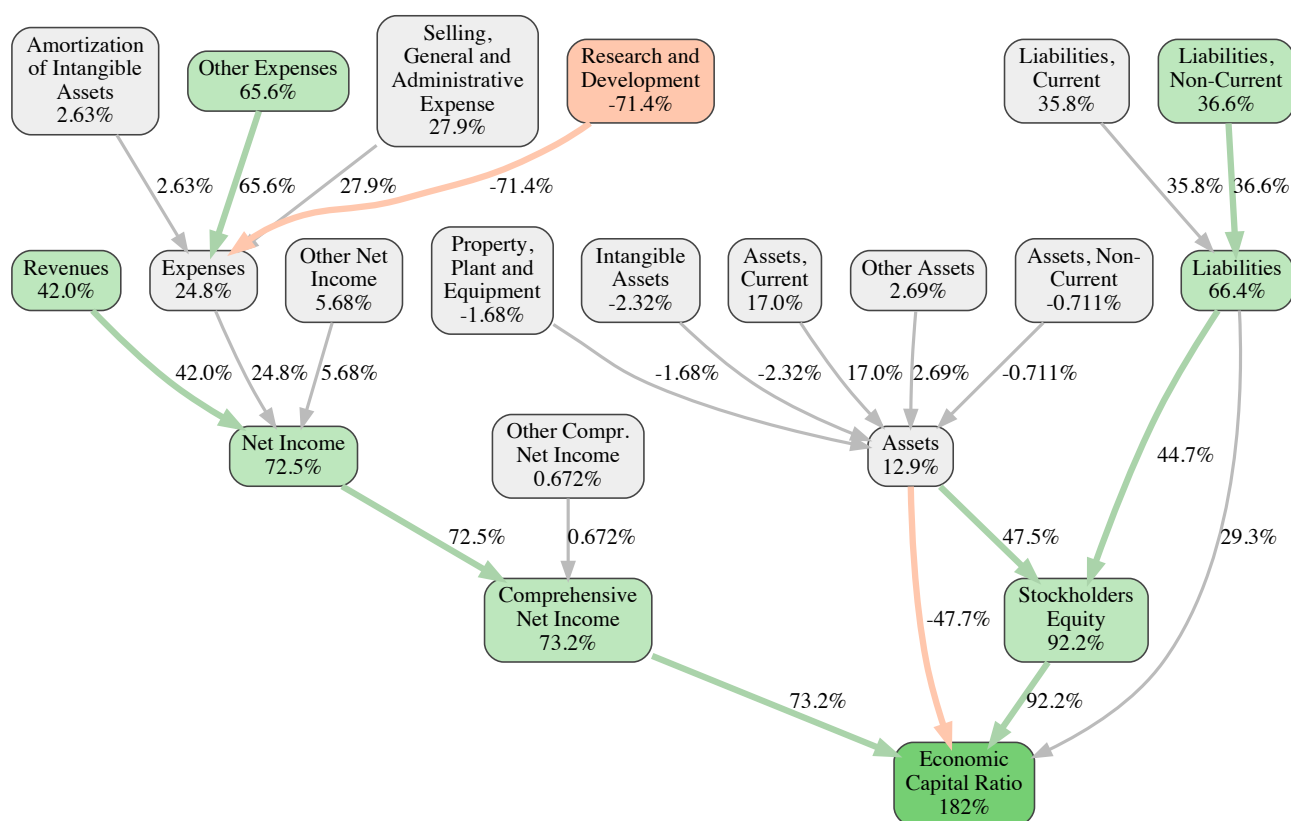 Amortization
of Intangible
Assets
2.63%
Other Expenses
65.6%
Selling,
General and
Administrative
Expense
27.9%
Research and
Development
-71.4%
Liabilities,
Current
35.8%
Liabilities,
Non-Current
36.6%
2.63%
65.6%
27.9%
-71.4%
35.8%
36.6%
Revenues
42.0%
Expenses
24.8%
Other Net
Income
5.68%
Property,
Plant and
Equipment
-1.68%
Intangible
Assets
-2.32%
Assets,
Current
17.0%
Other Assets
2.69%
Assets, Non-
Current
-0.711%
Liabilities
66.4%
42.0%
24.8%
5.68%
-1.68%
-2.32%
17.0%
2.69%
-0.711%
Net Income
72.5%
Other Compr.
Net Income
0.672%
Assets
12.9%
44.7%
72.5%
0.672%
47.5%
29.3%
Comprehensive
Net Income
73.2%
-47.7%
Stockholders
Equity
92.2%
73.2%
92.2%
Economic
Capital Ratio
182%